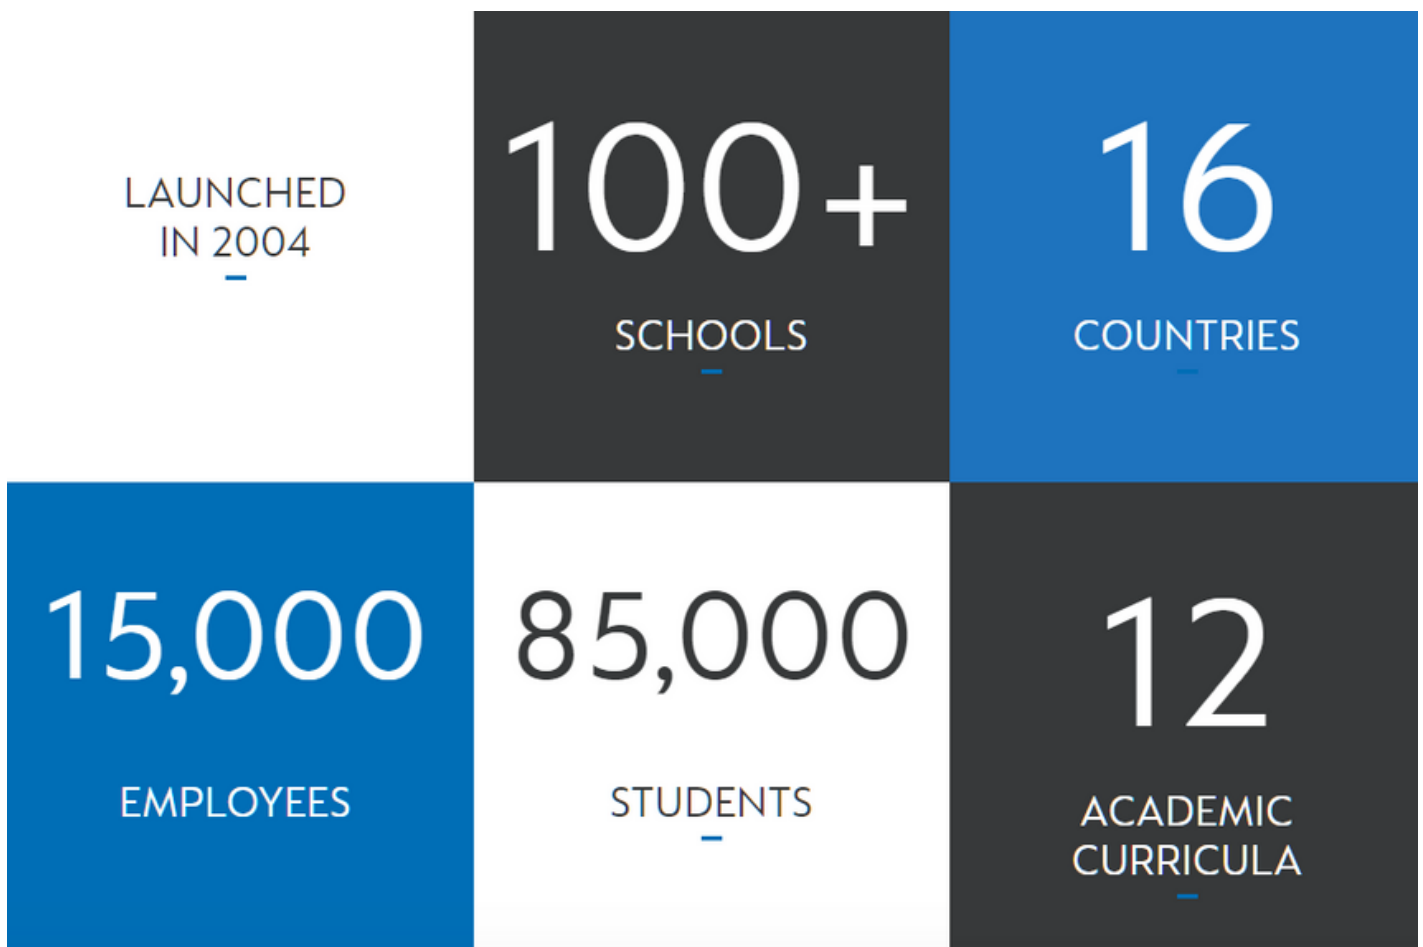 LAUNCHED
IN 2004
100+
SCHOOLS
16
COUNTRIES
15,000
EMPLOYEES
85,000
STUDENTS
12
ACADEMIC
CURRICULA